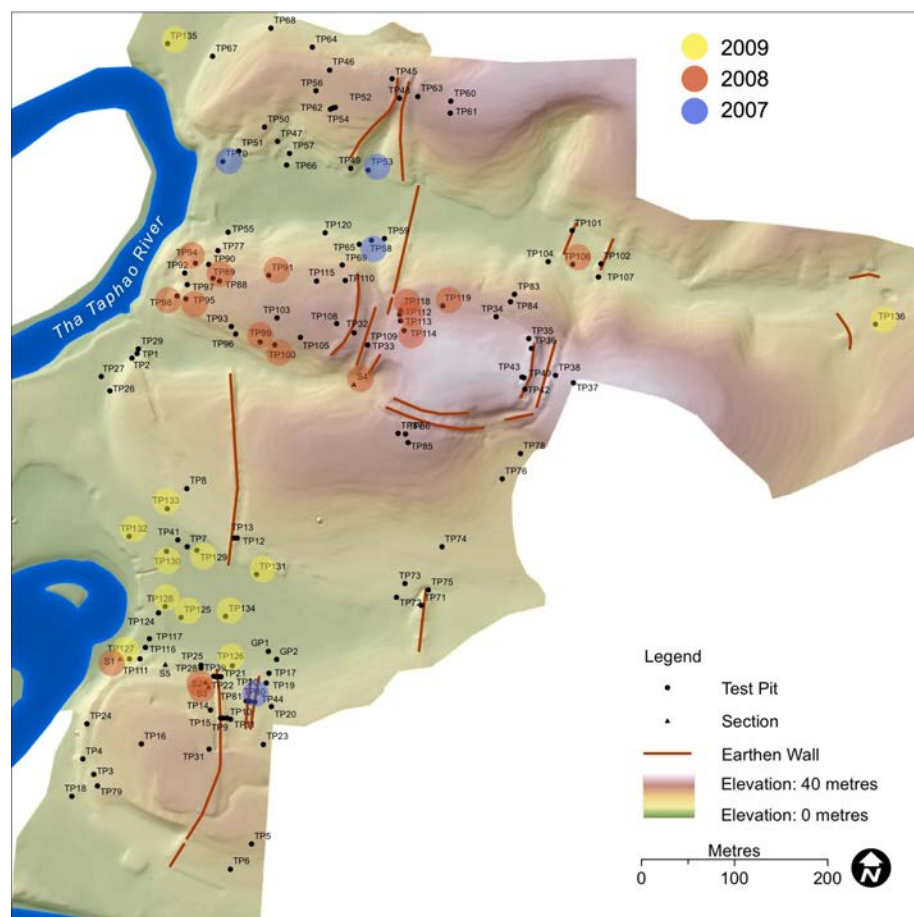 TP68
2009
TP135
TP64
2008
TP67
TP46
TP45
2007
TP56
TP52
TP63
TP60
TP62
TP54
TP61
TP50
TP47
TP51
TP57
TP66
TP49
TP53
TP101
TP55
TP120
TP59
TP65
TP58
TP94
TP77
TP90
TP69
TP104
TP106
TP102
TP92
TP89
TP91
TP115
TP110
TP107
TP97
TP88
TP83
TP98
TP95
TP118
TP119
TP84
TP112
TP34
TP136
TP93
TP103
TP108
TP32
TP113
TP96
TP99
TP105
TP109
TP114
TP35
TP29
TP100
TP33
TP36
TP1
TP2
TP27
S4
TP43
TP40
TP38
TP26
TP42
TP37
TP85
TP78
TP76
TP8
TP133
TP132
TP41
TP7
TP13
TP12
TP129
TP74
TP130
TP131
TP73
TP75
TP72
TP71
TP128
TP125
TP134
TP124
TP117
GP1
GP2
TP127
TP116
TP25
TP126
S1
TP111
S5
TP28
TP39
TP21
TP17
TP22
TP19
TP81
TP44
TP14
TP20
TP24
TP15
TP9
TP10
TP16
TP31
TP23
TP4
TP3
TP18
TP79
TP5
TP6
Tha Taphao River
Legend
Test Pit
Section
Earthen Wall
Elevation: 40 metres
Elevation: 0 metres
Metres
0 100 200
N